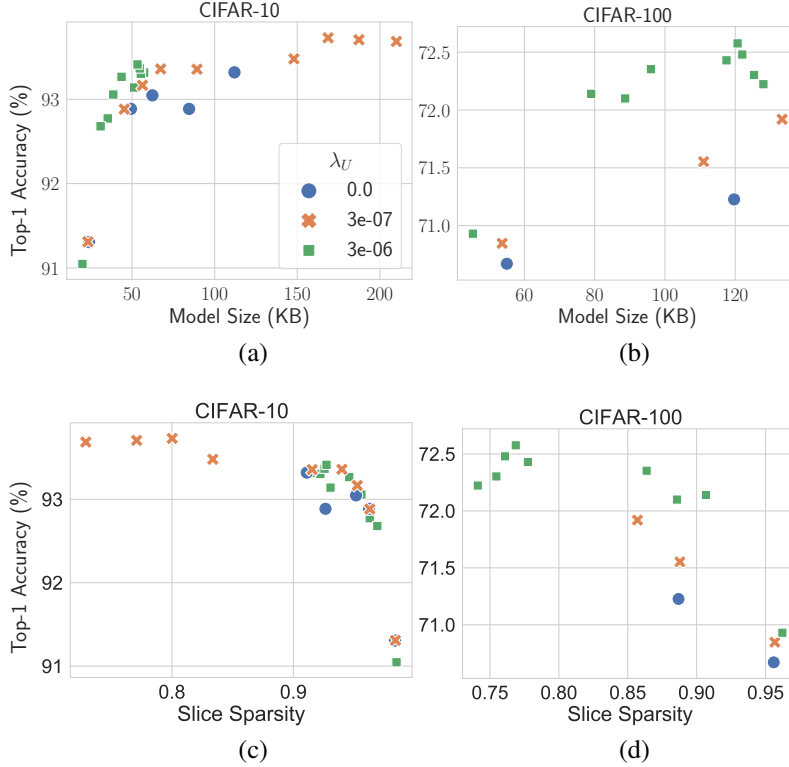 CIFAR-10
Top-1 Accuracy (%)
93
92
91
λ_U
0.0
3e-07
3e-06
50 100 150 200
Model Size (KB)
(a)
CIFAR-100
72.5
72.0
71.5
71.0
60 80 100 120
Model Size (KB)
(b)
CIFAR-10
Top-1 Accuracy (%)
93
92
91
0.8 0.9
Slice Sparsity
(c)
CIFAR-100
72.5
72.0
71.5
71.0
0.75 0.80 0.85 0.90 0.95
Slice Sparsity
(d)